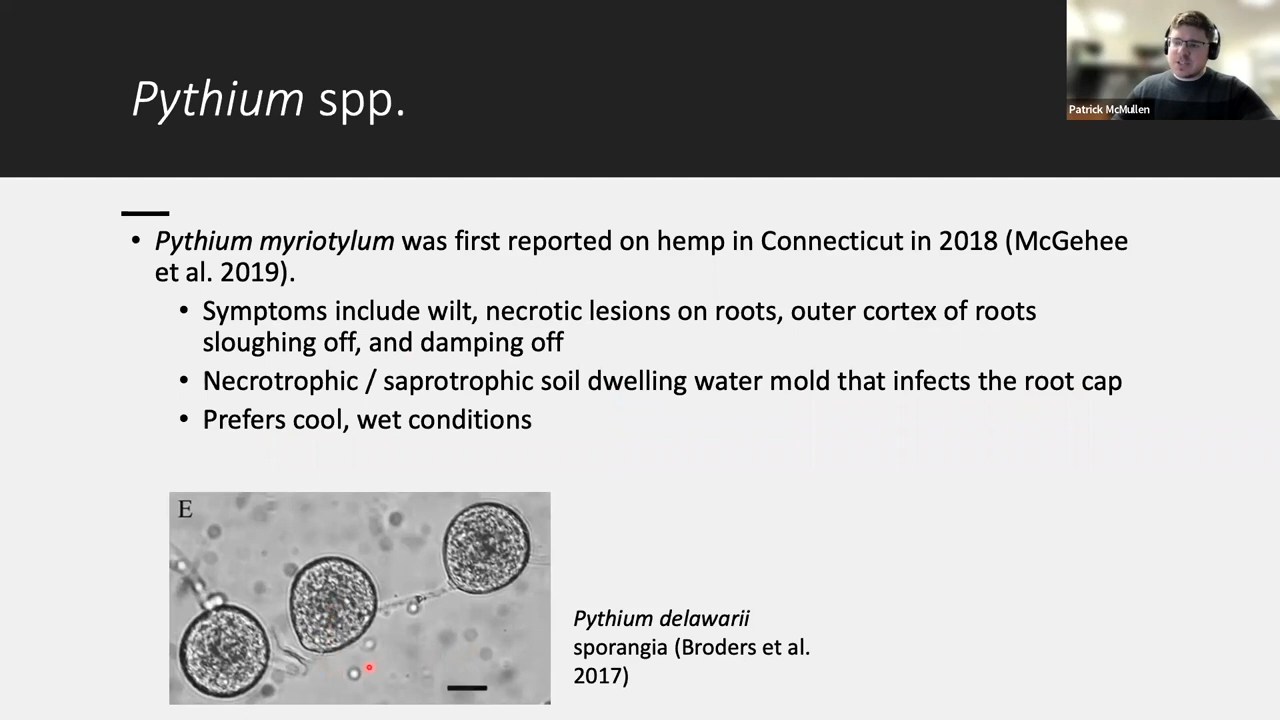 Pythium spp.
Patrick McMullen
• Pythium myriotylum was first reported on hemp in Connecticut in 2018 (McGehee
et al. 2019).
• Symptoms include wilt, necrotic lesions on roots, outer cortex of roots
sloughing off, and damping off
• Necrotrophic / saprotrophic soil dwelling water mold that infects the root cap
• Prefers cool, wet conditions
E
Pythium delawarii
sporangia (Broders et al.
2017)